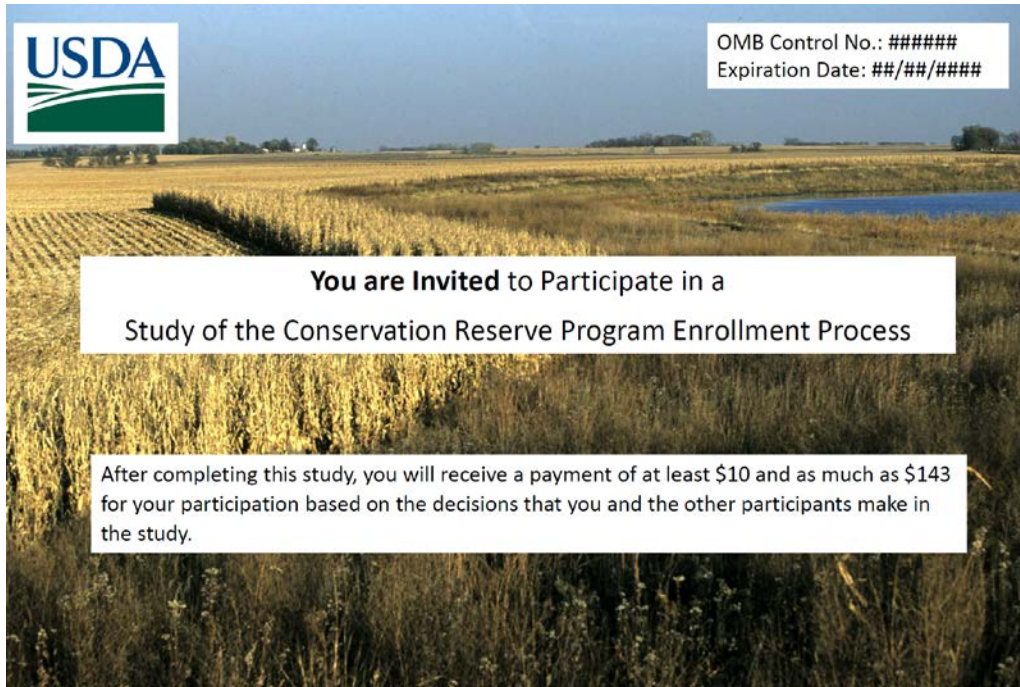 USDA
OMB Control No.: ######
Expiration Date: ##/##/####
You are Invited to Participate in a
Study of the Conservation Reserve Program Enrollment Process
After completing this study, you will receive a payment of at least $10 and as much as $143
for your participation based on the decisions that you and the other participants make in
the study.